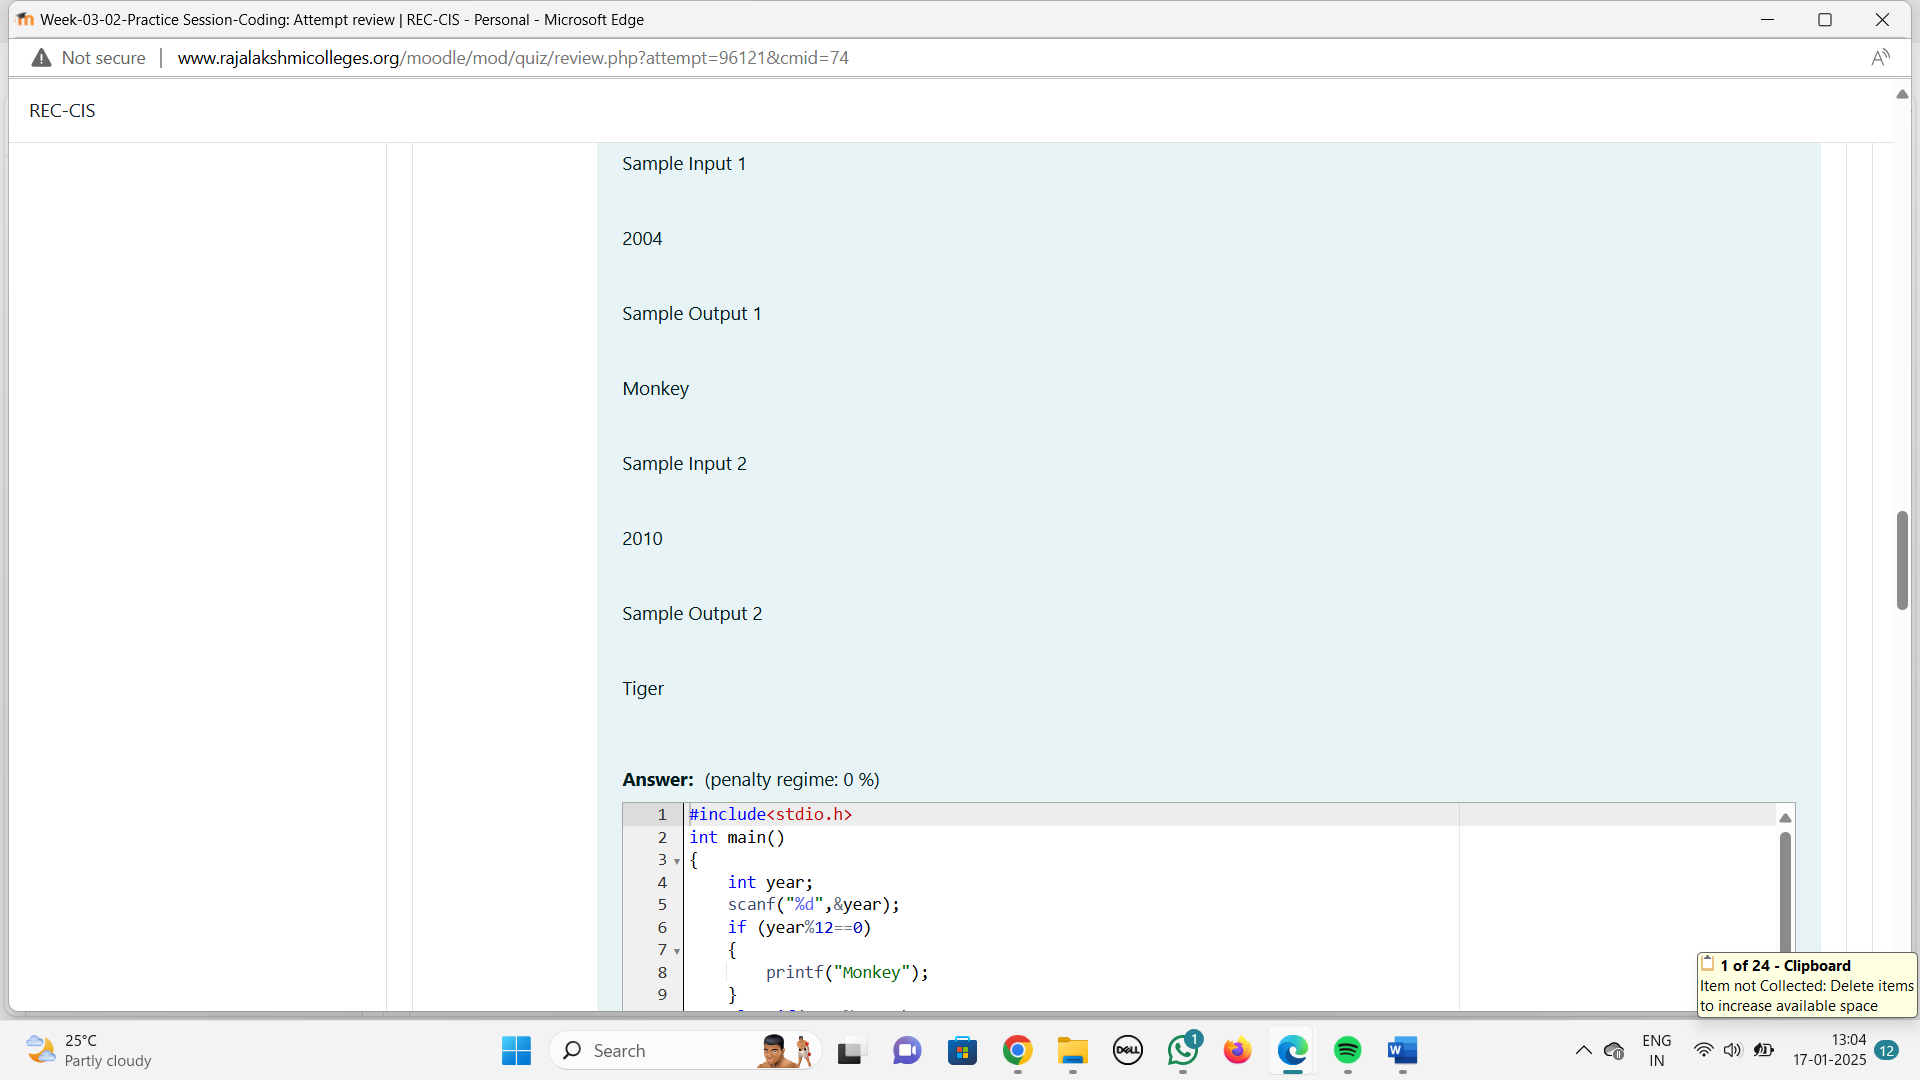 Week-03-02-Practice Session-Coding: Attempt review | REC-CIS - Personal - Microsoft Edge
Not secure | www.rajalakshmicolleges.org/moodle/mod/quiz/review.php?attempt=96121&cmid=74
REC-CIS
Sample Input 1
2004
Sample Output 1
Monkey
Sample Input 2
2010
Sample Output 2
Tiger
Answer: (penalty regime: 0 %)
1 #include<stdio.h>
2 int main()
3 {
4 int year;
5 scanf("%d",&year);
6 if (year%12==0)
7 {
8 printf("Monkey");
9 }
1 of 24 - Clipboard
Item not Collected: Delete items
to increase available space
25°C
Partly cloudy
Search
DELL
1
W
ENG
IN
13:04
17-01-2025
12